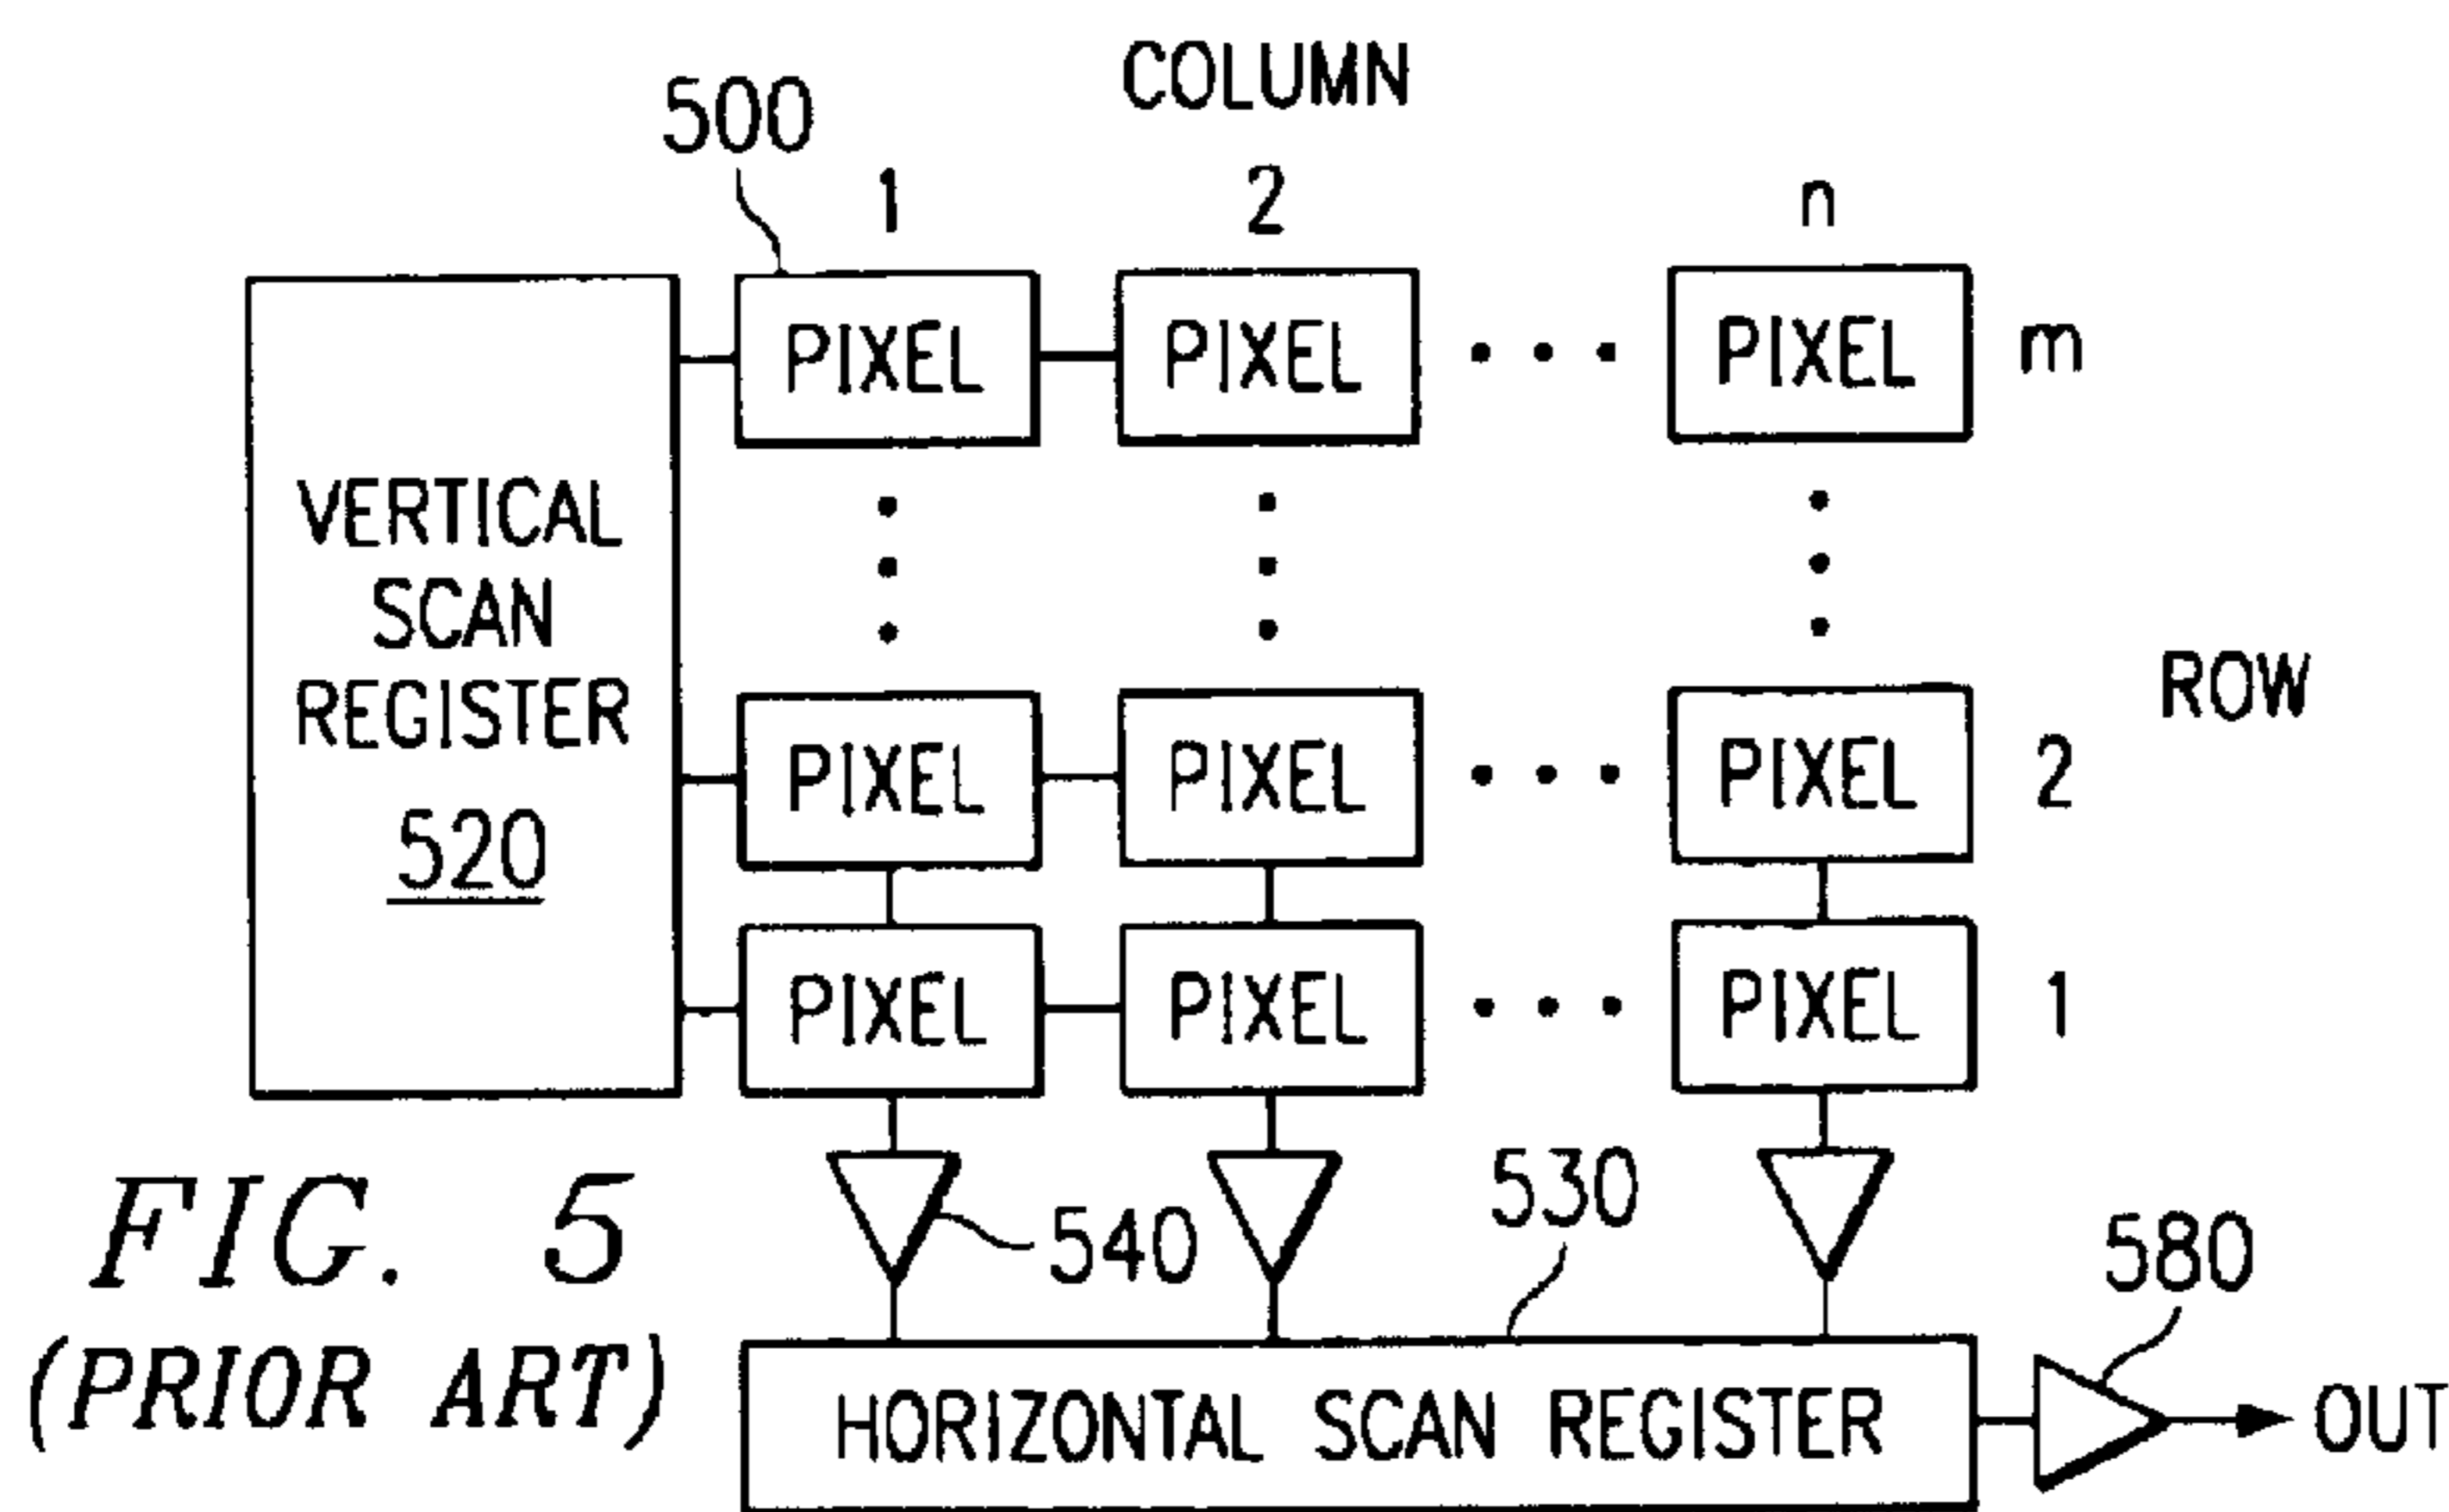 COLUMN
500
1 2 n
PIXEL PIXEL PIXEL m
VERTICAL
SCAN
REGISTER
520
ROW
PIXEL PIXEL PIXEL 2
PIXEL PIXEL PIXEL 1
540
530
580
HORIZONTAL SCAN REGISTER
OUT
FIG. 5
(PRIOR ART)